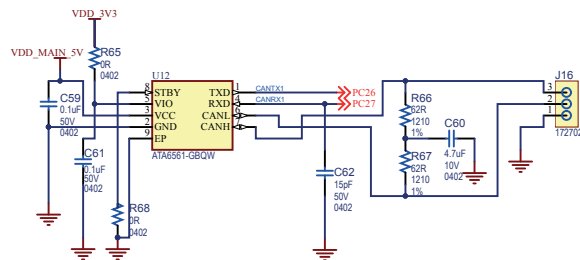 VDD_3V3
VDD_MAIN_5V
R65
0R
0402
C59
0.1uF
50V
0402
C61
0.1uF
50V
0402
U12
8 STBY
5 VIO
3 VCC
2 GND
9 EP
TXD 1
RXD 4
CANL 6
CANH 7
ATA6561-GBQW
CANTX1
CANRX1
PC26
PC27
R68
0R
0402
C62
15pF
50V
0402
R66
62R
1210
1%
R67
62R
1210
1%
C60
4.7uF
10V
0402
J16
3
2
1
172702